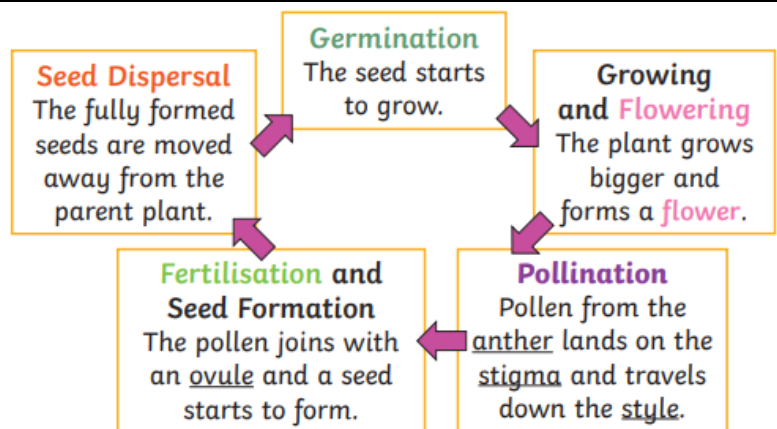 Germination
The seed starts
to grow.
Growing
and Flowering
The plant grows
bigger and
forms a flower.
Pollination
Pollen from the
anther lands on the
stigma and travels
down the style.
Fertilisation and
Seed Formation
The pollen joins with
an ovule and a seed
starts to form.
Seed Dispersal
The fully formed
seeds are moved
away from the
parent plant.